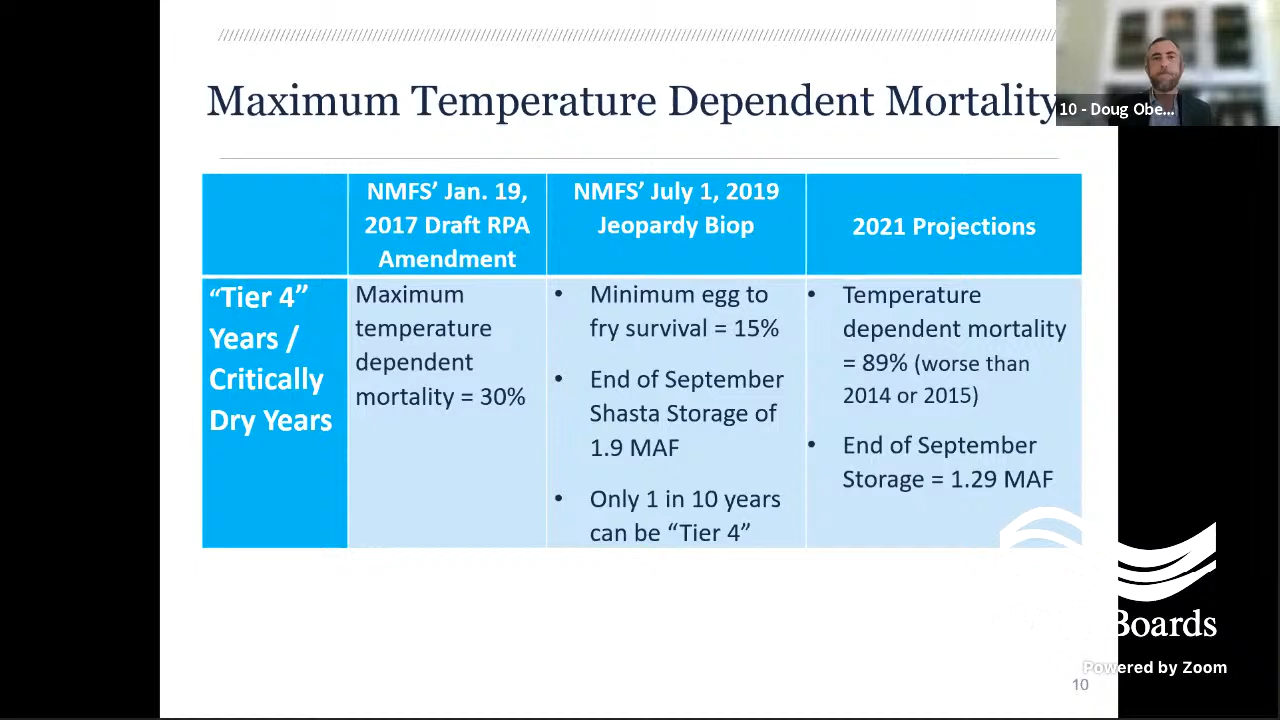 Maximum Temperature Dependent Mortality
10 - Doug Obe...
NMFS’ Jan. 19,
2017 Draft RPA
Amendment
NMFS’ July 1, 2019
Jeopardy Biop
2021 Projections
“Tier 4”
Years /
Critically
Dry Years
Maximum
temperature
dependent
mortality = 30%
• Minimum egg to
fry survival = 15%
• End of September
Shasta Storage of
1.9 MAF
• Only 1 in 10 years
can be “Tier 4”
• Temperature
dependent mortality
= 89% (worse than
2014 or 2015)
• End of September
Storage = 1.29 MAF
Boards
Powered by Zoom
10